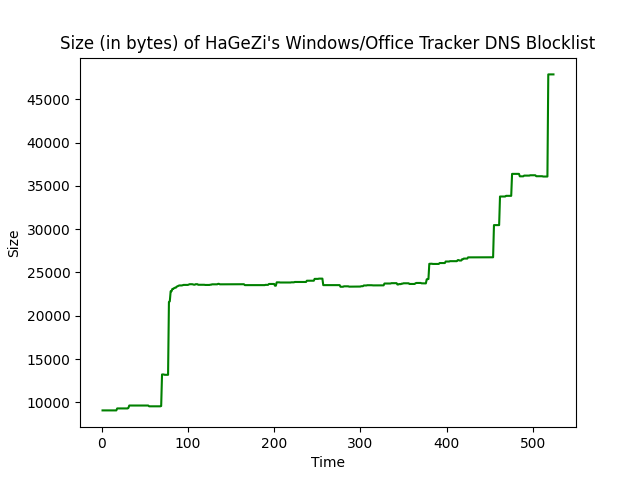 Size (in bytes) of HaGeZi's Windows/Office Tracker DNS Blocklist
45000
40000
35000
30000
25000
20000
15000
10000
Size
0 100 200 300 400 500
Time